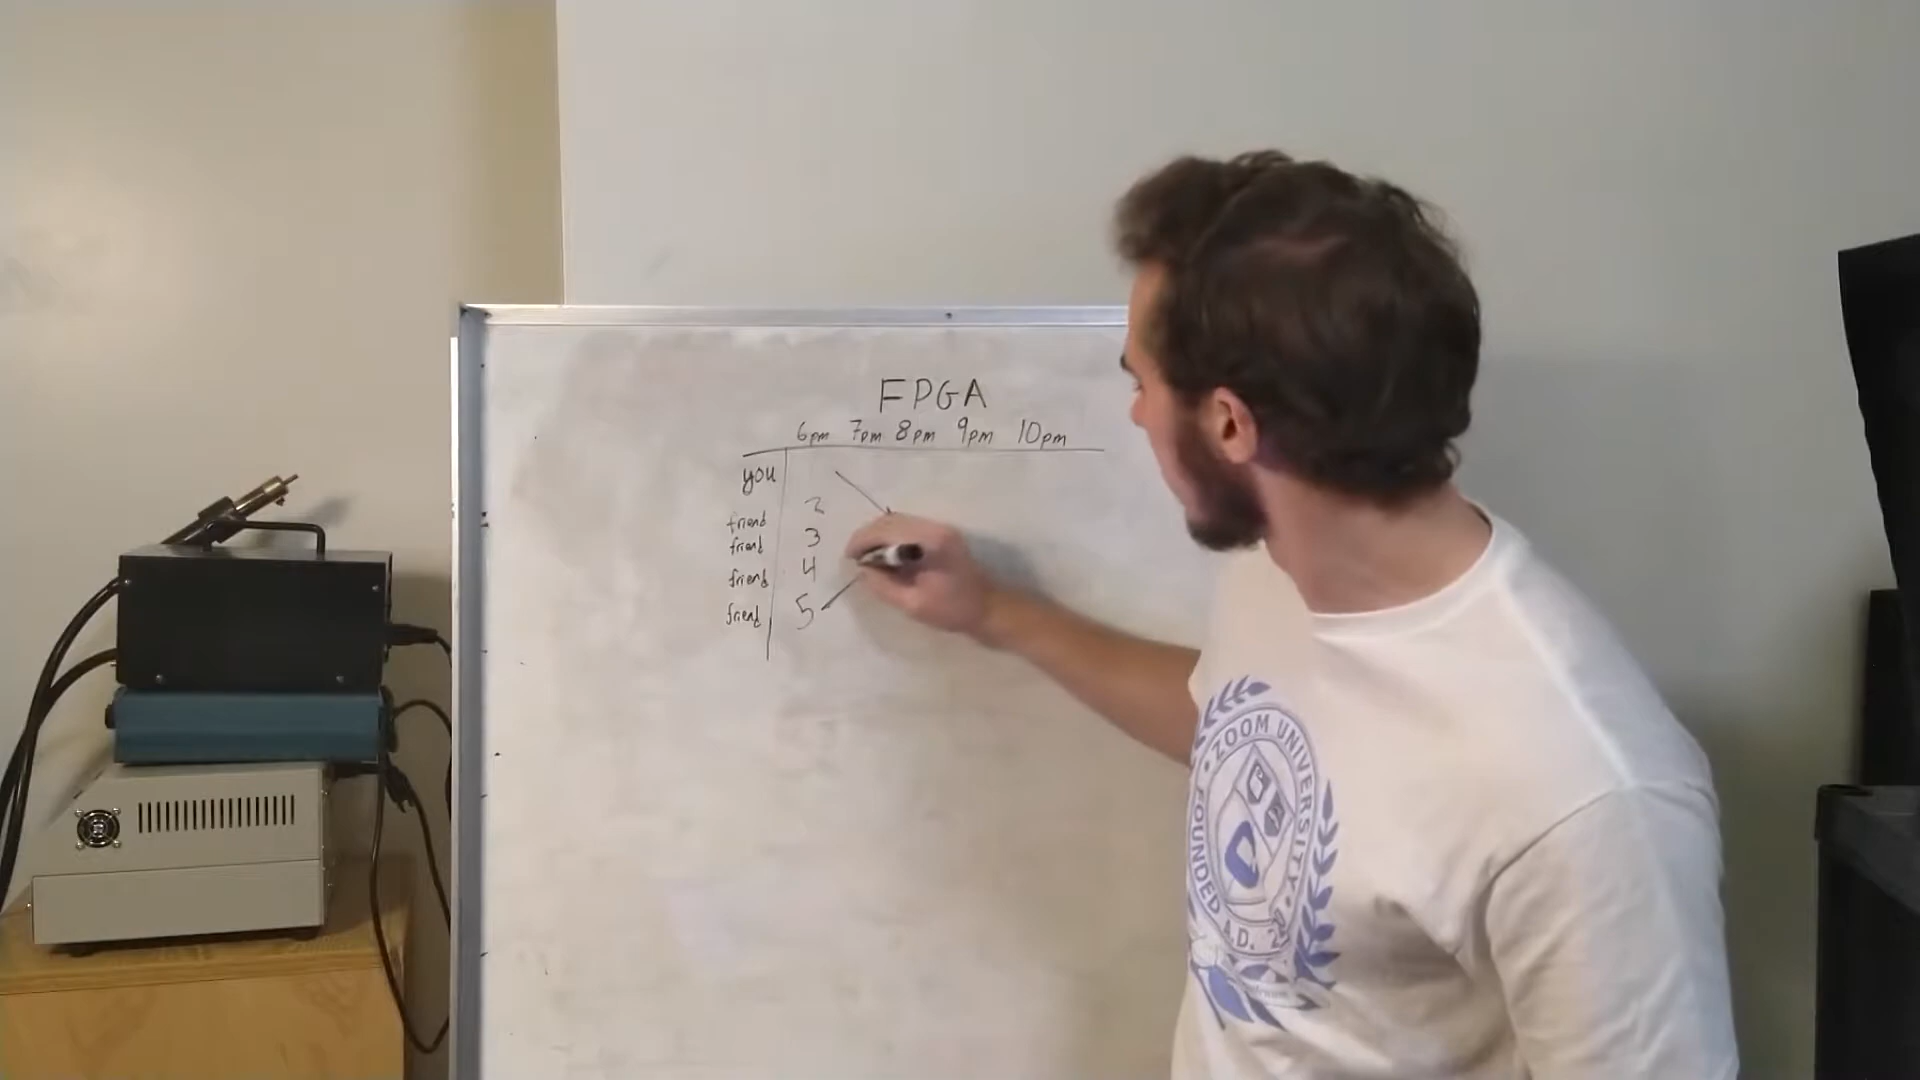 FPGA
6pm 7pm 8pm 9pm 10pm
you
friend 2
friend 3
friend 4
friend 5
ZOOM UNIVERSITY
FOUNDED A.D.